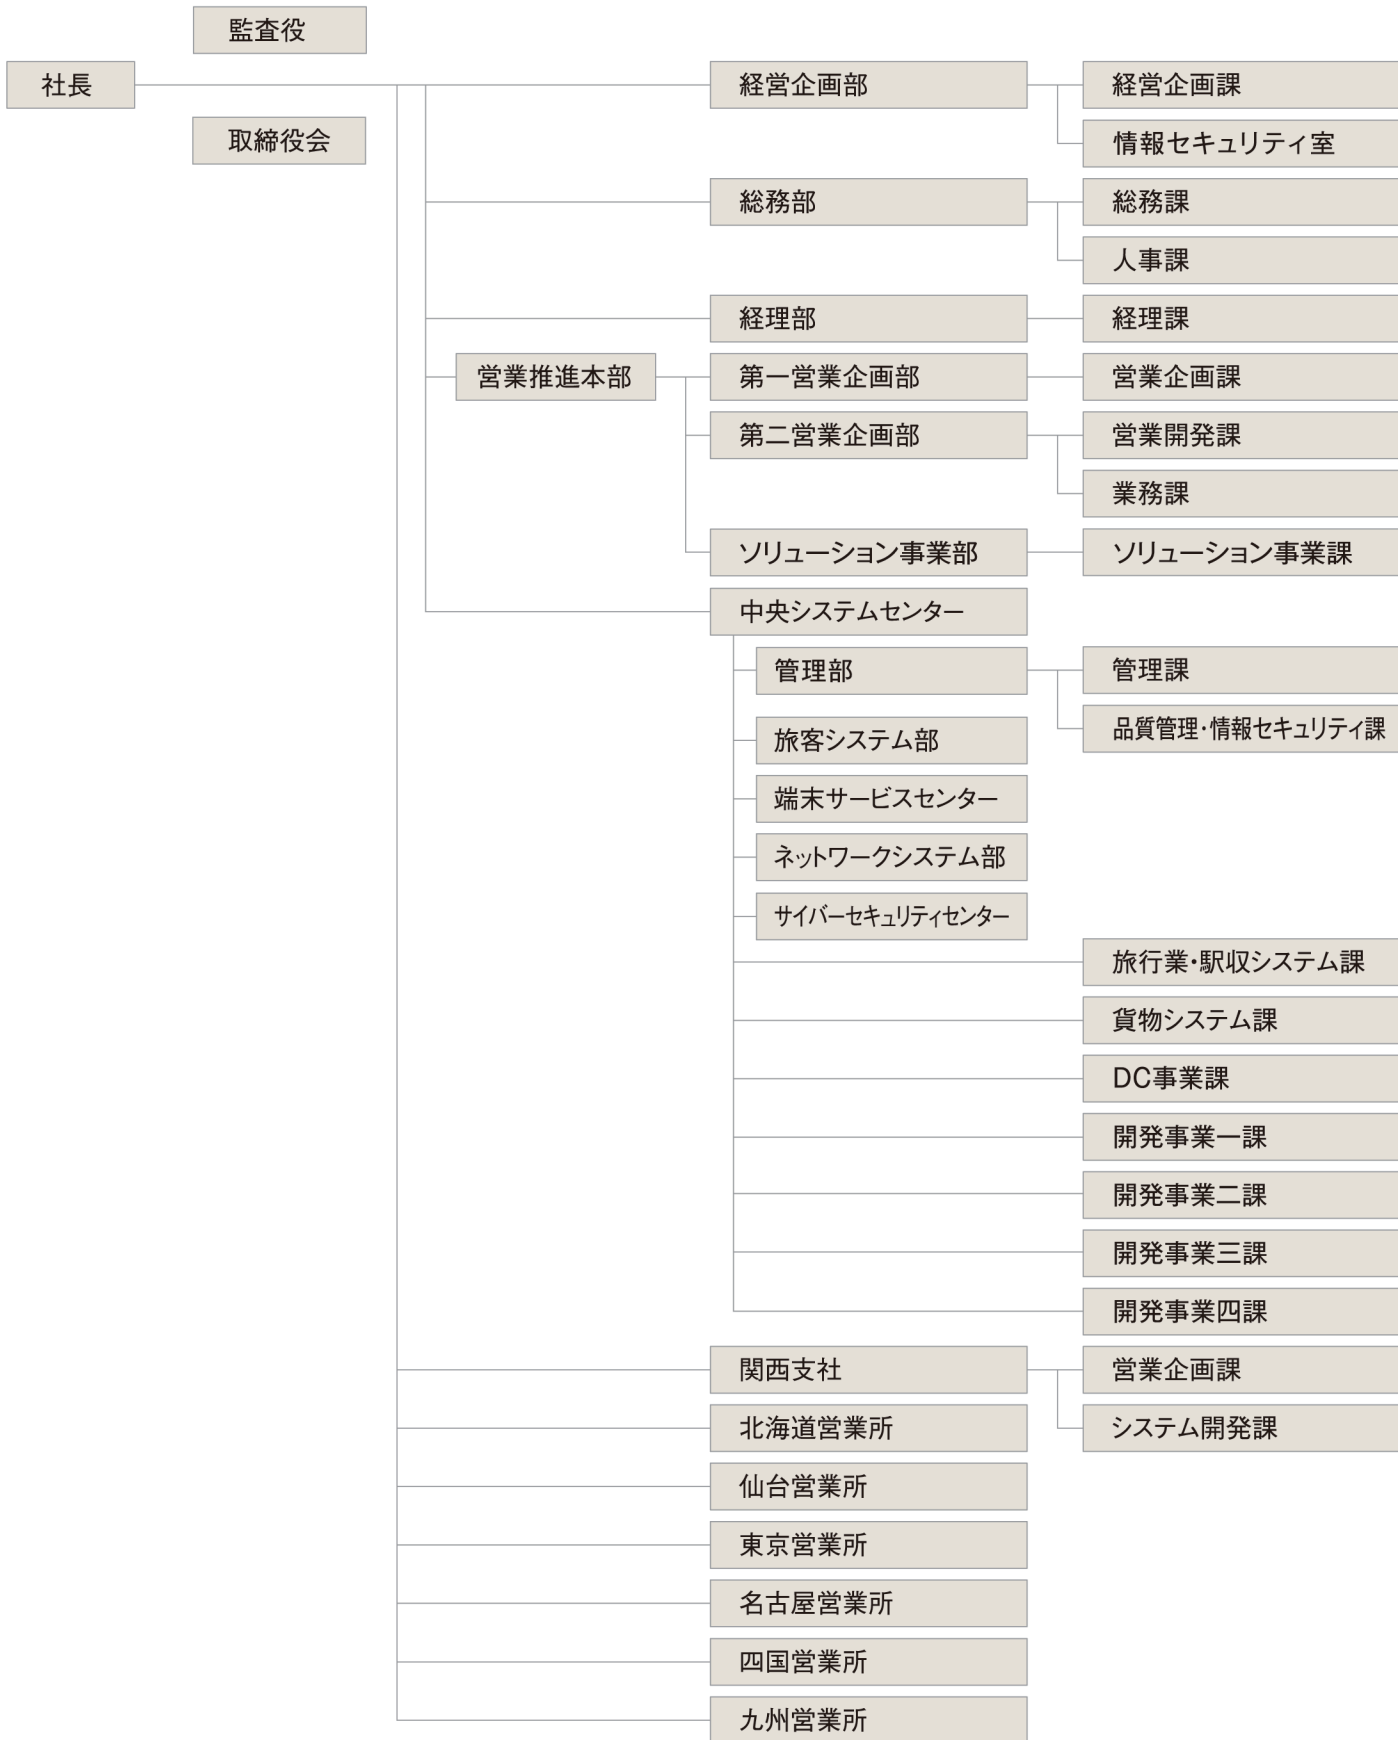 監査役
社長
取締役会
経営企画部
経営企画課
情報セキュリティ室
総務部
総務課
人事課
経理部
経理課
営業推進本部
第一営業企画部
営業企画課
第二営業企画部
営業開発課
業務課
ソリューション事業部
ソリューション事業課
中央システムセンター
管理部
管理課
品質管理・情報セキュリティ課
旅客システム部
端末サービスセンター
ネットワークシステム部
サイバーセキュリティセンター
旅行業・駅収システム課
貨物システム課
DC事業課
開発事業一課
開発事業二課
開発事業三課
開発事業四課
関西支社
営業企画課
北海道営業所
システム開発課
仙台営業所
東京営業所
名古屋営業所
四国営業所
九州営業所